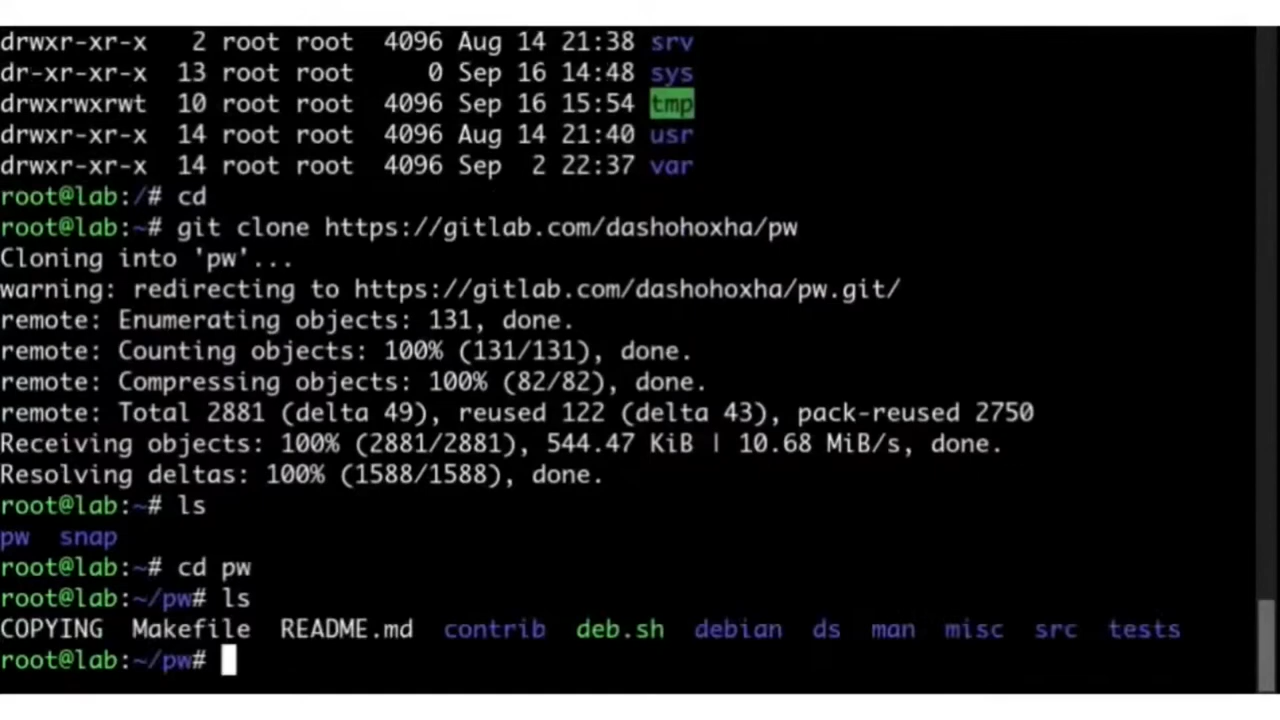 drwxr-xr-x  2 root root  4096 Aug 14 21:38 srv
dr-xr-xr-x  13 root root     0 Sep 16 14:48 sys
drwxrwxrwt  10 root root  4096 Sep 16 15:54 tmp
drwxr-xr-x  14 root root  4096 Aug 14 21:40 usr
drwxr-xr-x  14 root root  4096 Sep  2 22:37 var
root@lab:/# cd
root@lab:~# git clone https://gitlab.com/dashohoxha/pw
Cloning into 'pw'...
warning: redirecting to https://gitlab.com/dashohoxha/pw.git/
remote: Enumerating objects: 131, done.
remote: Counting objects: 100% (131/131), done.
remote: Compressing objects: 100% (82/82), done.
remote: Total 2881 (delta 49), reused 122 (delta 43), pack-reused 2750
Receiving objects: 100% (2881/2881), 544.47 KiB | 10.68 MiB/s, done.
Resolving deltas: 100% (1588/1588), done.
root@lab:~# ls
pw  snap
root@lab:~# cd pw
root@lab:~/pw# ls
COPYING  Makefile  README.md  contrib  deb.sh  debian  ds  man  misc  src  tests
root@lab:~/pw#